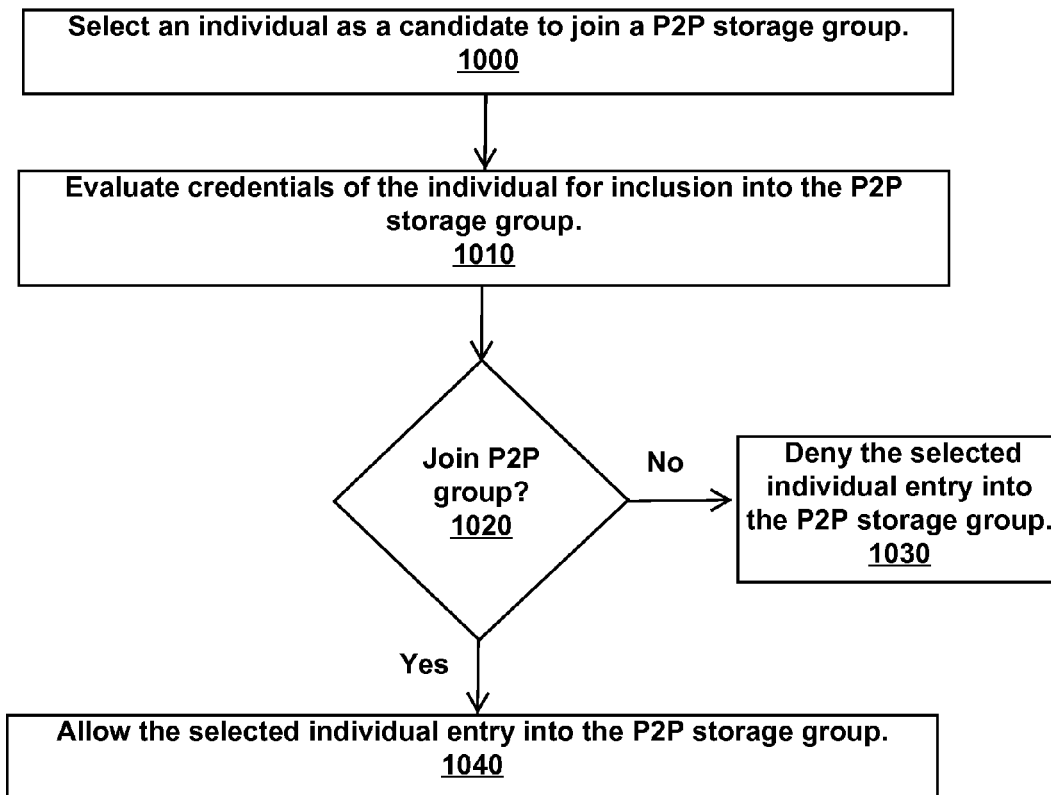 Select an individual as a candidate to join a P2P storage group.
1000
Evaluate credentials of the individual for inclusion into the P2P
storage group.
1010
Join P2P
group?
1020
No
Deny the selected
individual entry into
the P2P storage group.
1030
Yes
Allow the selected individual entry into the P2P storage group.
1040